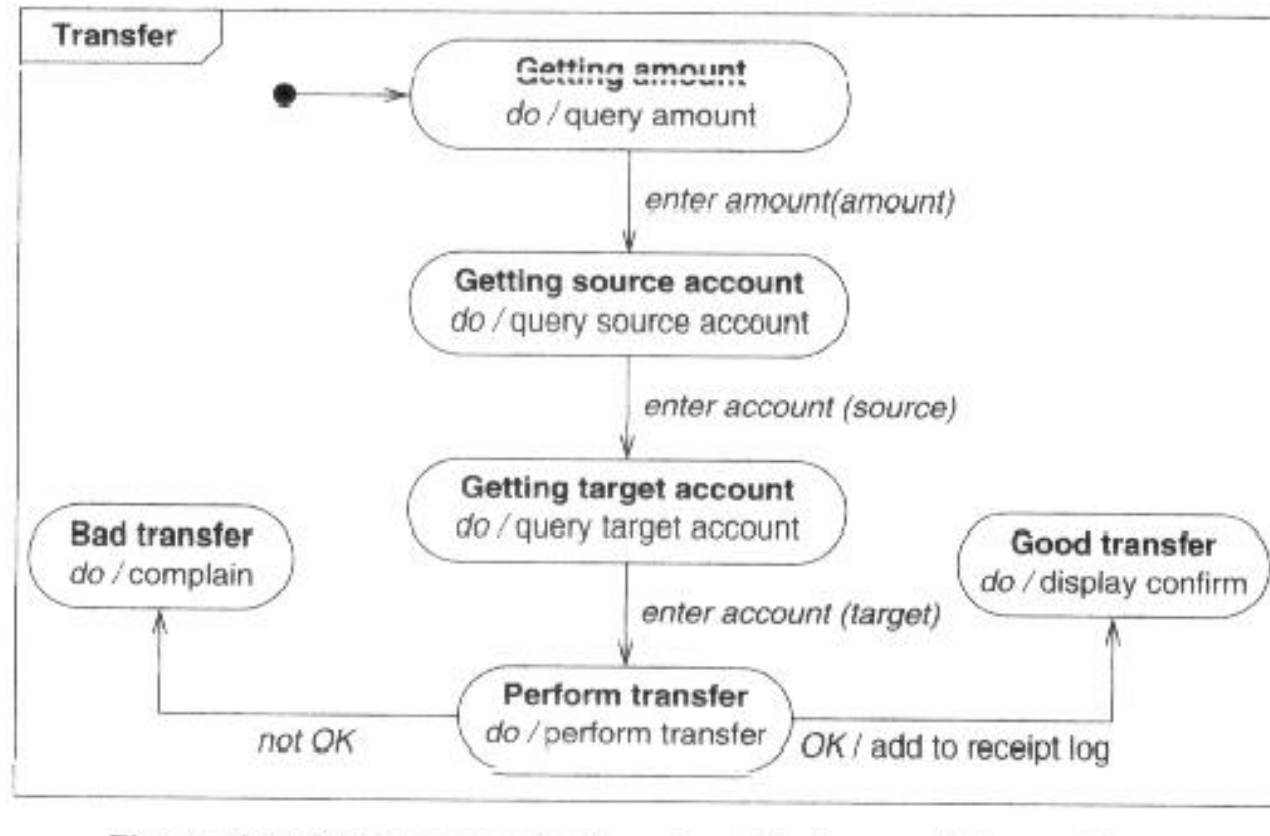 Transfer
Getting amount
do / query amount
enter amount(amount)
Getting source account
do / query source account
enter account (source)
Getting target account
do / query target account
Bad transfer
do / complain
Good transfer
do / display confirm
enter account (target)
Perform transfer
do / perform transfer
not OK
OK / add to receipt log